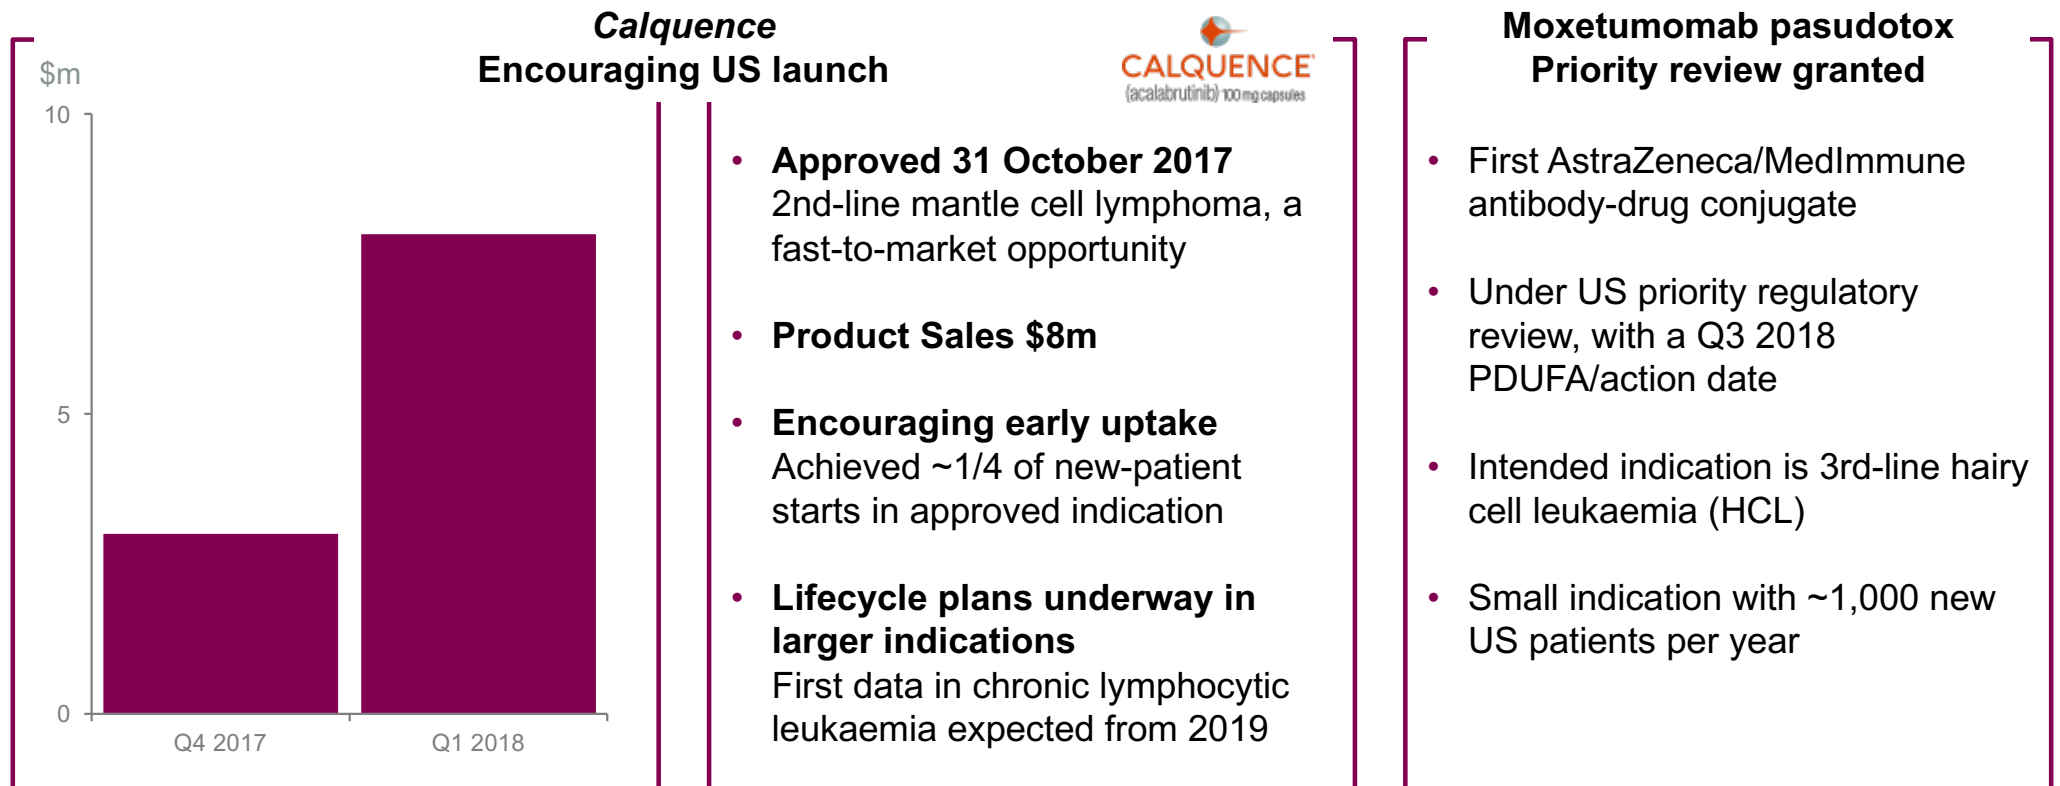 Calquence
Encouraging US launch
$m
10
5
0
Q4 2017
Q1 2018
CALQUENCE
(acalabrutinib) 100 mg capsules
• Approved 31 October 2017
2nd-line mantle cell lymphoma, a
fast-to-market opportunity
• Product Sales $8m
• Encouraging early uptake
Achieved ~1/4 of new-patient
starts in approved indication
• Lifecycle plans underway in
larger indications
First data in chronic lymphocytic
leukaemia expected from 2019
Moxetumomab pasudotox
Priority review granted
• First AstraZeneca/MedImmune
antibody-drug conjugate
• Under US priority regulatory
review, with a Q3 2018
PDUFA/action date
• Intended indication is 3rd-line hairy
cell leukaemia (HCL)
• Small indication with ~1,000 new
US patients per year